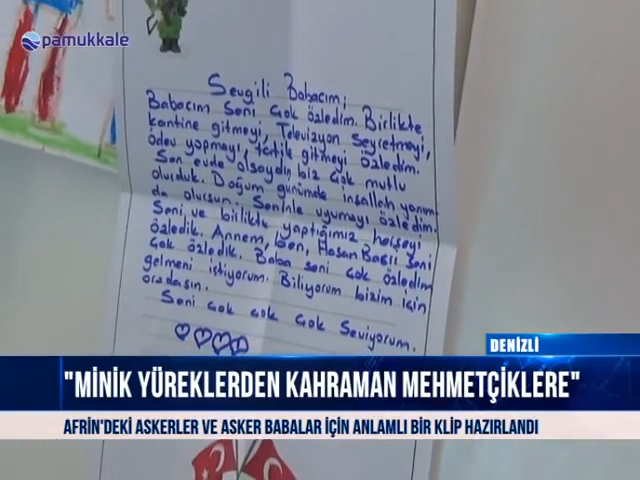 pamukkale
Sevgili Babacım;
Babacım seni çok özledim. Birlikte
kantine gitmeyi, Televizyon seyretmeyi,
ödev yapmayı, tatile gitmeyi özledim.
Sen evde olsaydın biz çok mutlu
olurduk. Doğum günümde inşallah yanım-
da olursun. Seninle uyumayı özledim.
Seni ve birlikte yaptığımız herşeyi
özledik. Annem, ben, Hasan Basri seni
çok özledik. Baba seni çok özledim
gelmeni istiyorum. Biliyorum bizim için
oradasın.
Seni çok çok çok Seviyorum.
DENİZLİ
"MİNİK YÜREKLERDEN KAHRAMAN MEHMETÇİKLERE"
AFRİN'DEKİ ASKERLER VE ASKER BABALAR İÇİN ANLAMLI BİR KLİP HAZIRLANDI